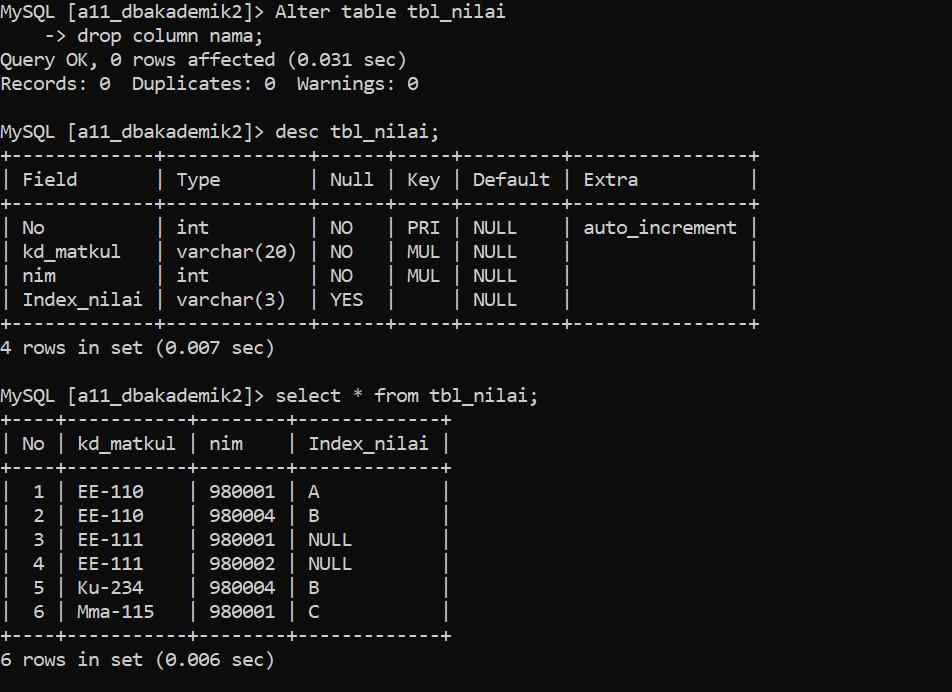 MySQL [a11_dbakademik2]> Alter table tbl_nilai
    -> drop column nama;
Query OK, 0 rows affected (0.031 sec)
Records: 0  Duplicates: 0  Warnings: 0

MySQL [a11_dbakademik2]> desc tbl_nilai;
+-------------+-------------+------+-----+---------+----------------+
| Field       | Type        | Null | Key | Default | Extra          |
+-------------+-------------+------+-----+---------+----------------+
| No          | int         | NO   | PRI | NULL    | auto_increment |
| kd_matkul   | varchar(20) | NO   | MUL | NULL    |                |
| nim         | int         | NO   | MUL | NULL    |                |
| Index_nilai | varchar(3)  | YES  |     | NULL    |                |
+-------------+-------------+------+-----+---------+----------------+
4 rows in set (0.007 sec)

MySQL [a11_dbakademik2]> select * from tbl_nilai;
+----+-----------+--------+-------------+
| No | kd_matkul | nim    | Index_nilai |
+----+-----------+--------+-------------+
|  1 | EE-110    | 980001 | A           |
|  2 | EE-110    | 980004 | B           |
|  3 | EE-111    | 980001 | NULL        |
|  4 | EE-111    | 980002 | NULL        |
|  5 | Ku-234    | 980004 | B           |
|  6 | Mma-115   | 980001 | C           |
+----+-----------+--------+-------------+
6 rows in set (0.006 sec)